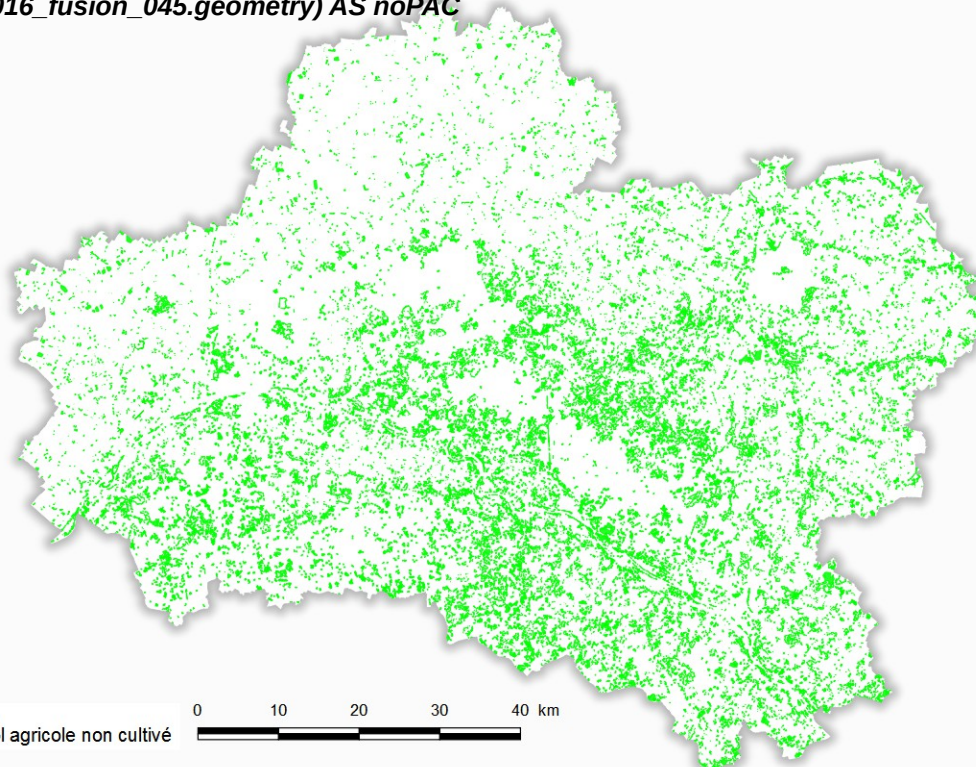 016_fusion_045.geometry) AS noPAC
0 10 20 30 40 km
l agricole non cultivé